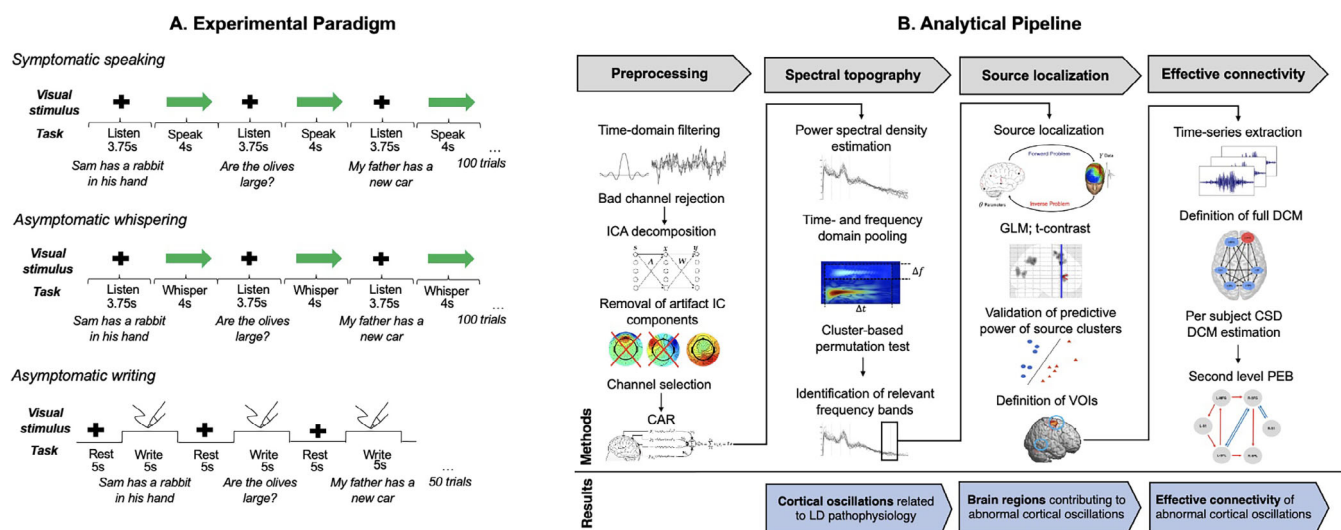 A. Experimental Paradigm
Symptomatic speaking
Visual
stimulus
Task
Listen
3.75s
Speak
4s
Listen
3.75s
Speak
4s
Listen
3.75s
Speak
4s
...
Sam has a rabbit
in his hand
Are the olives
large?
My father has a
new car
100 trials
Asymptomatic whispering
Visual
stimulus
Task
Listen
3.75s
Whisper
4s
Listen
3.75s
Whisper
4s
Listen
3.75s
Whisper
4s
...
Sam has a rabbit
in his hand
Are the olives
large?
My father has a
new car
100 trials
Asymptomatic writing
Visual
stimulus
Task
Rest
5s
Write
5s
Rest
5s
Write
5s
Rest
5s
Write
5s
...
Sam has a rabbit
in his hand
Are the olives
large?
My father has a
new car
50 trials
B. Analytical Pipeline
Methods
Preprocessing
Time-domain filtering
Bad channel rejection
ICA decomposition
s x y
A W
Removal of artifact IC
components
Channel selection
CAR
Spectral topography
Power spectral density
estimation
Time- and frequency
domain pooling
Δf
Δt
Cluster-based
permutation test
Identification of relevant
frequency bands
Source localization
Source localization
Forward Problem
Y Data
θ Parameters
Inverse Problem
GLM; t-contrast
Validation of predictive
power of source clusters
Definition of VOIs
Effective connectivity
Time-series extraction
Definition of full DCM
Per subject CSD
DCM estimation
Second level PEB
Results
Cortical oscillations related
to LD pathophysiology
Brain regions contributing to
abnormal cortical oscillations
Effective connectivity of
abnormal cortical oscillations